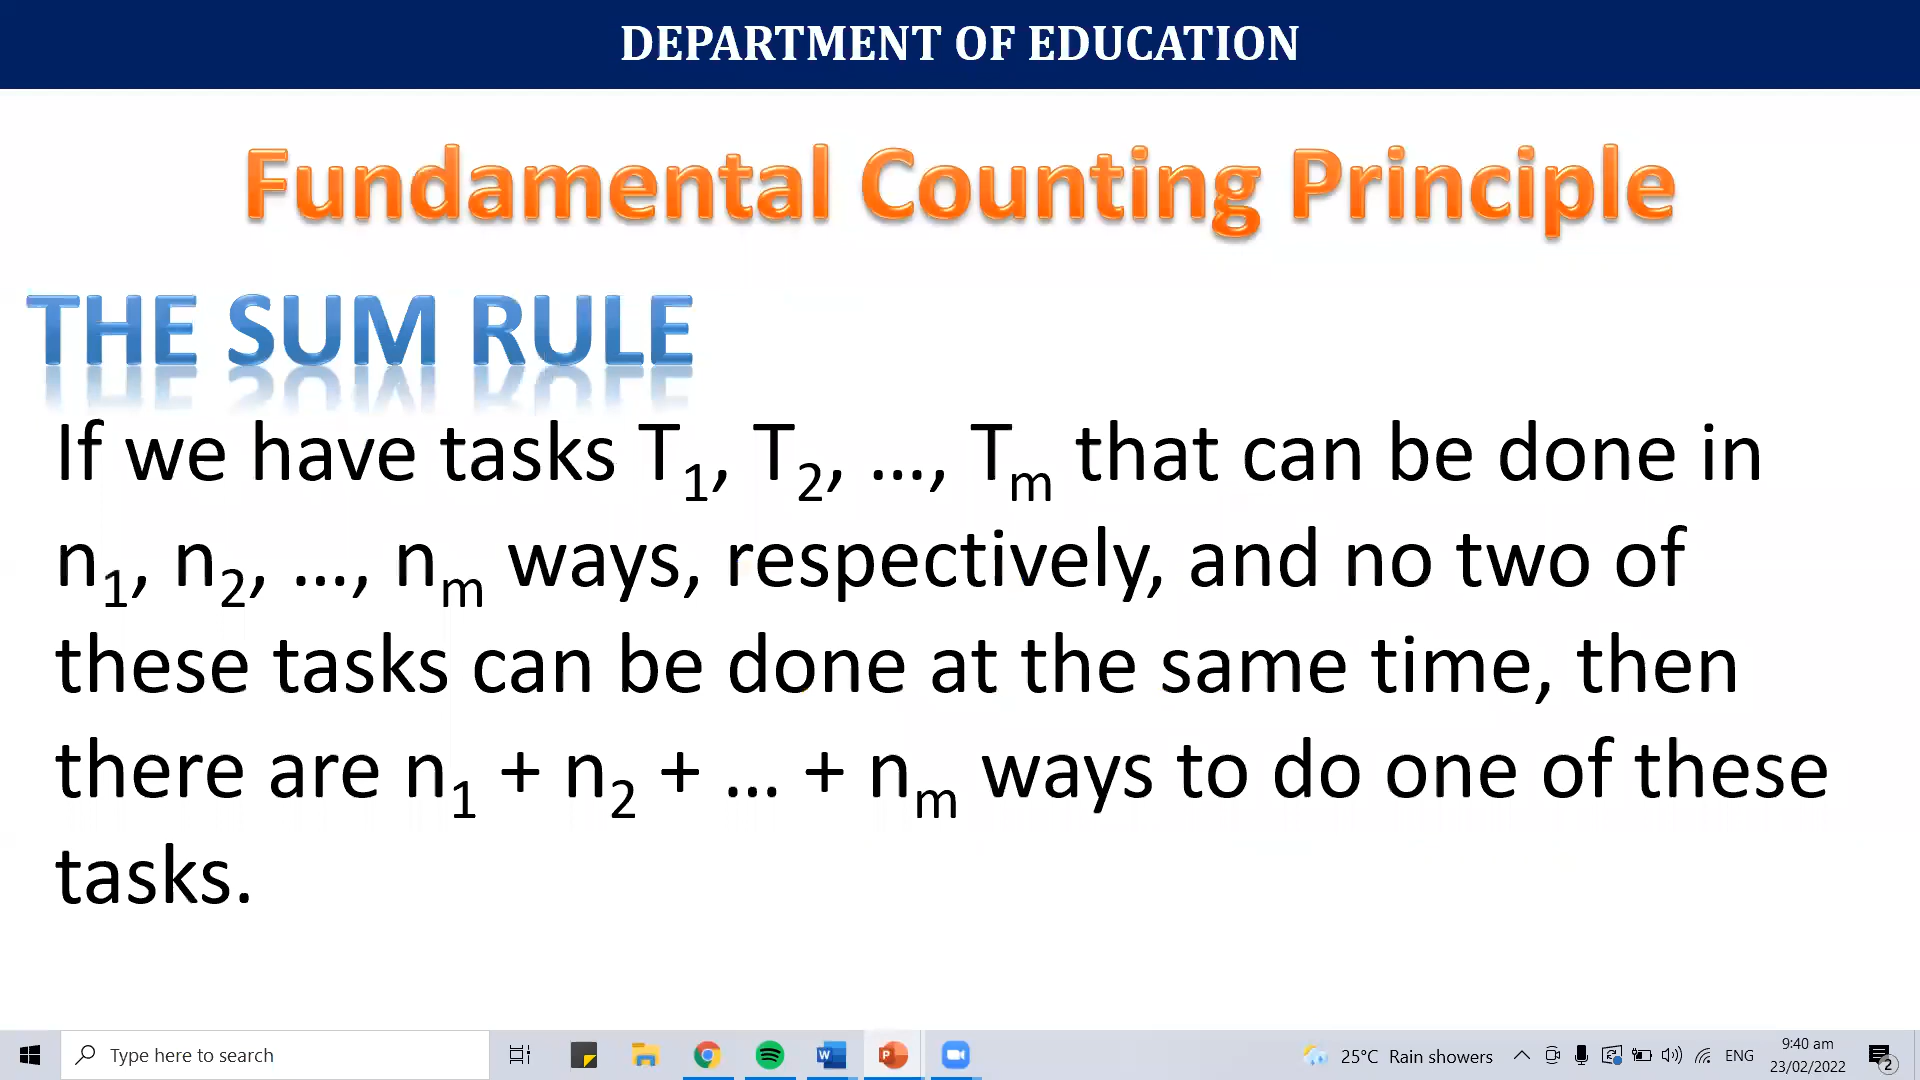 DEPARTMENT OF EDUCATION
Fundamental Counting Principle
THE SUM RULE
If we have tasks T₁, T₂, …, Tₘ that can be done in
n₁, n₂, …, nₘ ways, respectively, and no two of
these tasks can be done at the same time, then
there are n₁ + n₂ + … + nₘ ways to do one of these
tasks.
Type here to search
25°C Rain showers
ENG
9:40 am
23/02/2022
2